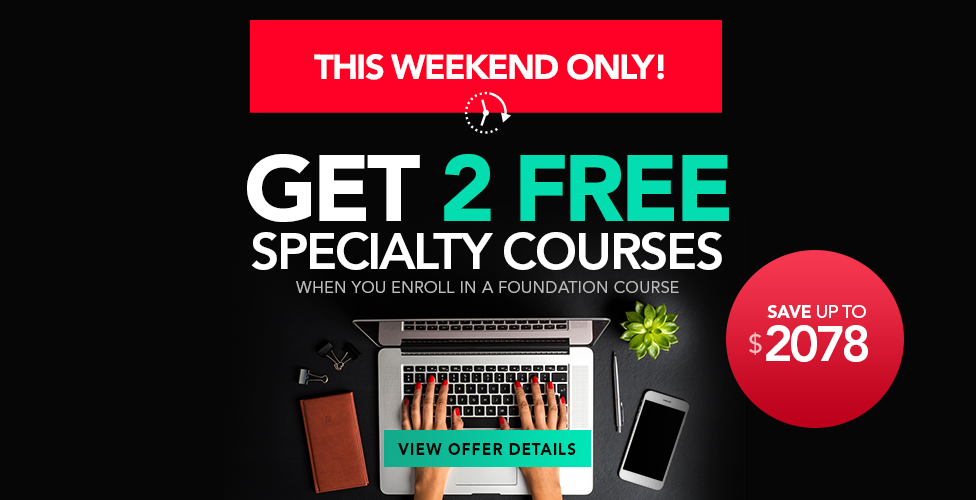 THIS WEEKEND ONLY!
GET 2 FREE
SPECIALTY COURSES
WHEN YOU ENROLL IN A FOUNDATION COURSE
SAVE UP TO
$2078
VIEW OFFER DETAILS